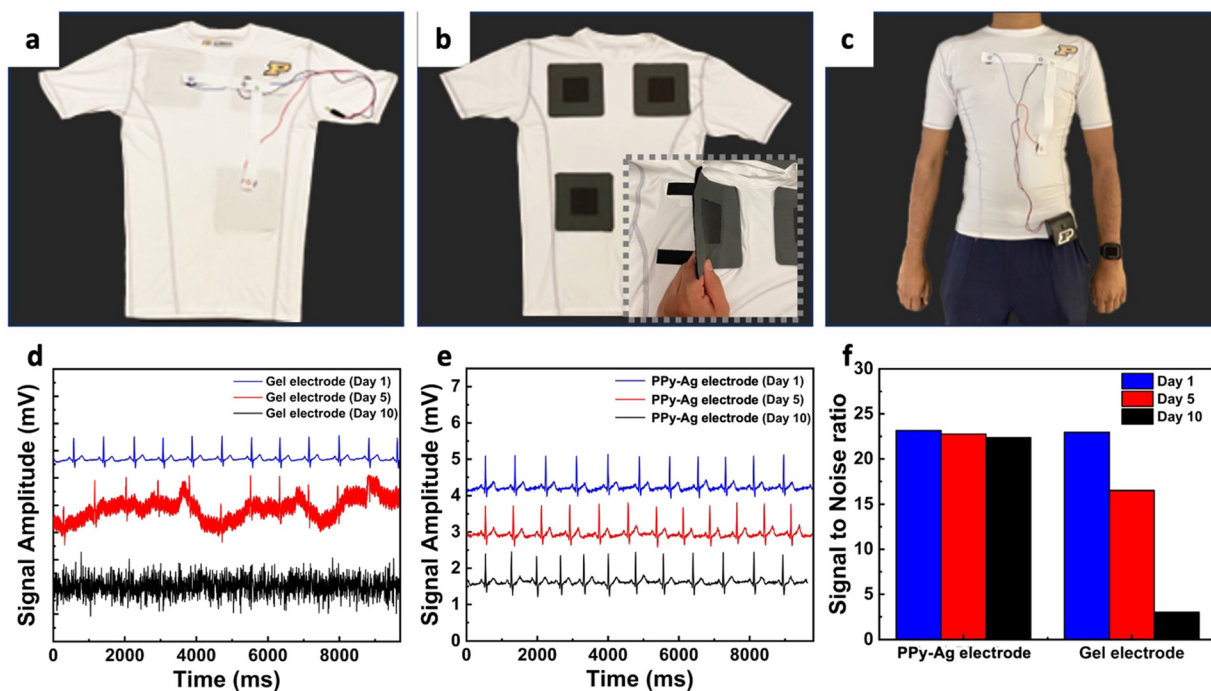 a
b
c
P
P
P
d
Gel electrode (Day 1)
Gel electrode (Day 5)
Gel electrode (Day 10)
Signal Amplitude (mV)
0
2000
4000
6000
8000
Time (ms)
e
PPy-Ag electrode (Day 1)
PPy-Ag electrode (Day 5)
PPy-Ag electrode (Day 10)
Signal Amplitude (mV)
7
6
5
4
3
2
1
0
0
2000
4000
6000
8000
Time (ms)
f
Day 1
Day 5
Day 10
Signal to Noise ratio
30
25
20
15
10
5
0
PPy-Ag electrode
Gel electrode